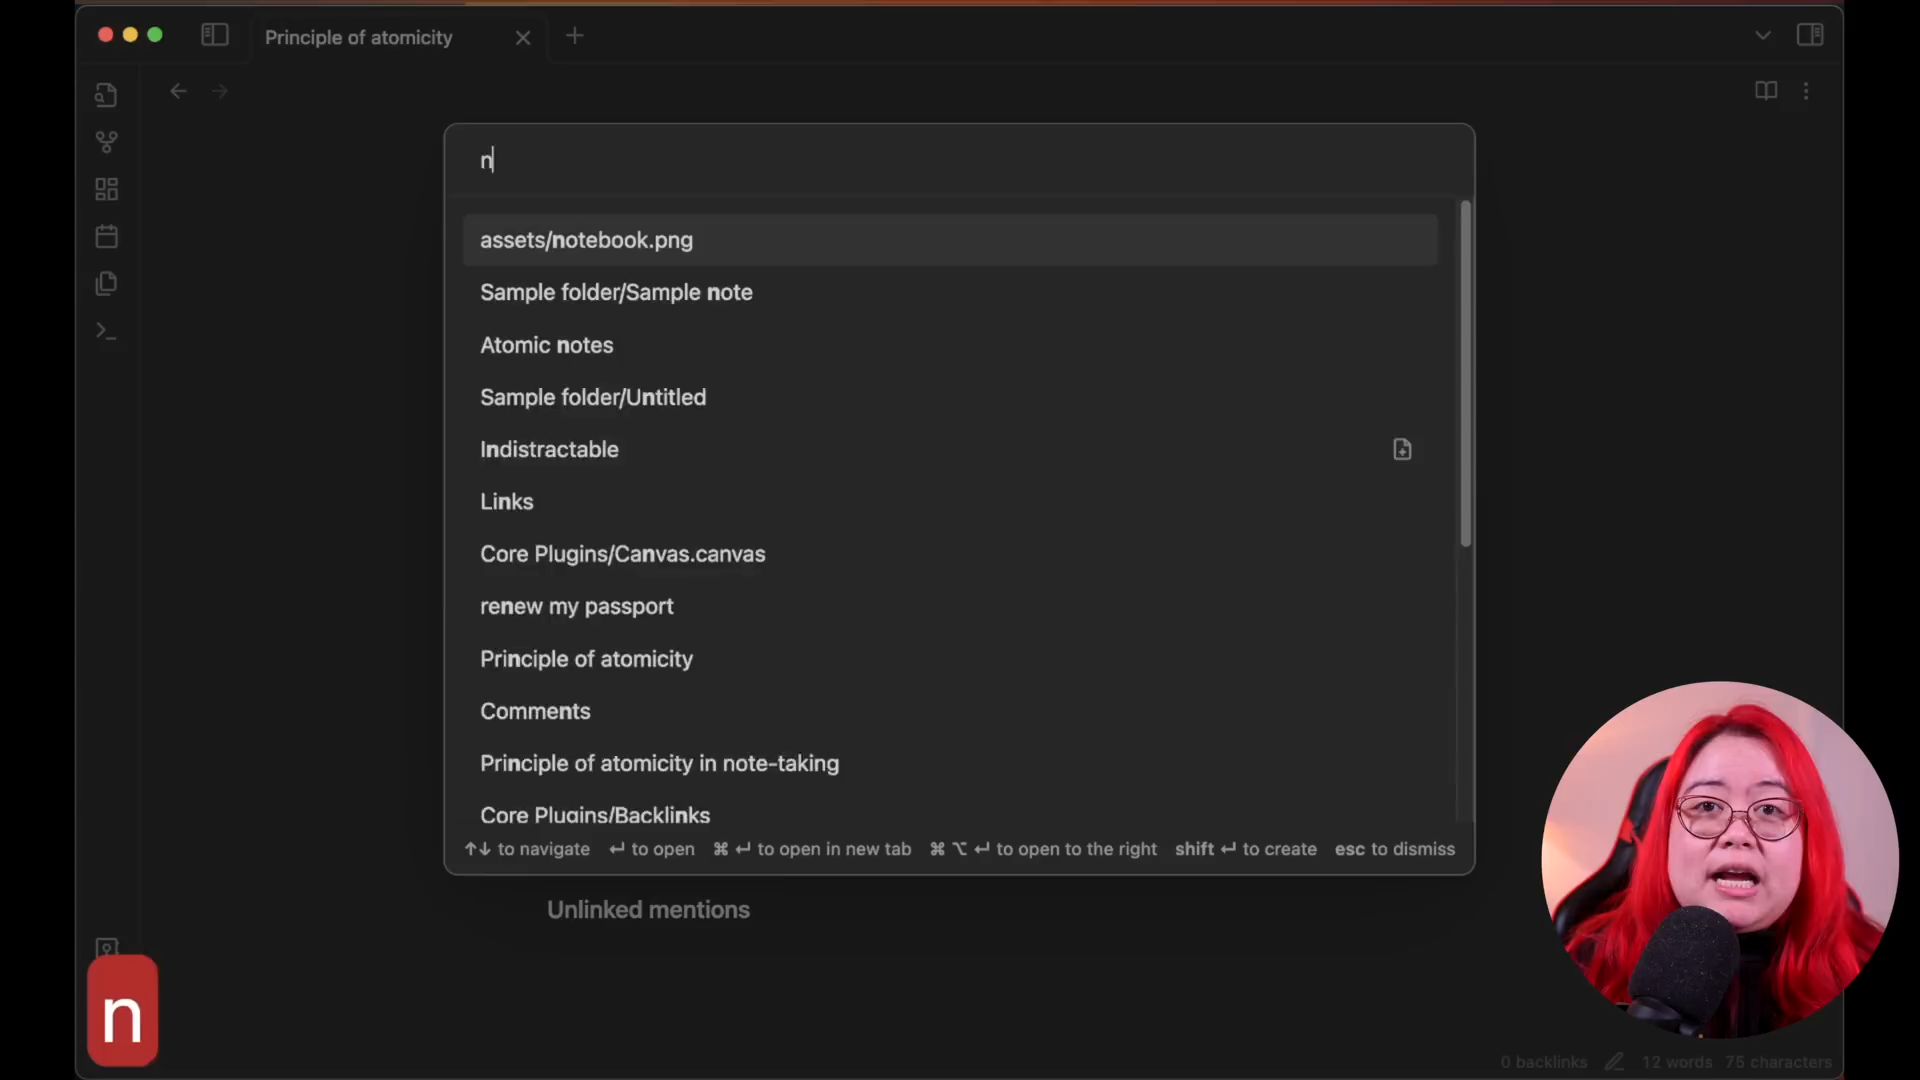 Principle of atomicity
n
assets/notebook.png
Sample folder/Sample note
Atomic notes
Sample folder/Untitled
Indistractable
Links
Core Plugins/Canvas.canvas
renew my passport
Principle of atomicity
Comments
Principle of atomicity in note-taking
Core Plugins/Backlinks
↑↓ to navigate ↵ to open ⌘ ↵ to open in new tab ⌘ ⌥ ↵ to open to the right shift ↵ to create esc to dismiss
Unlinked mentions
n
0 backlinks 12 words 75 characters